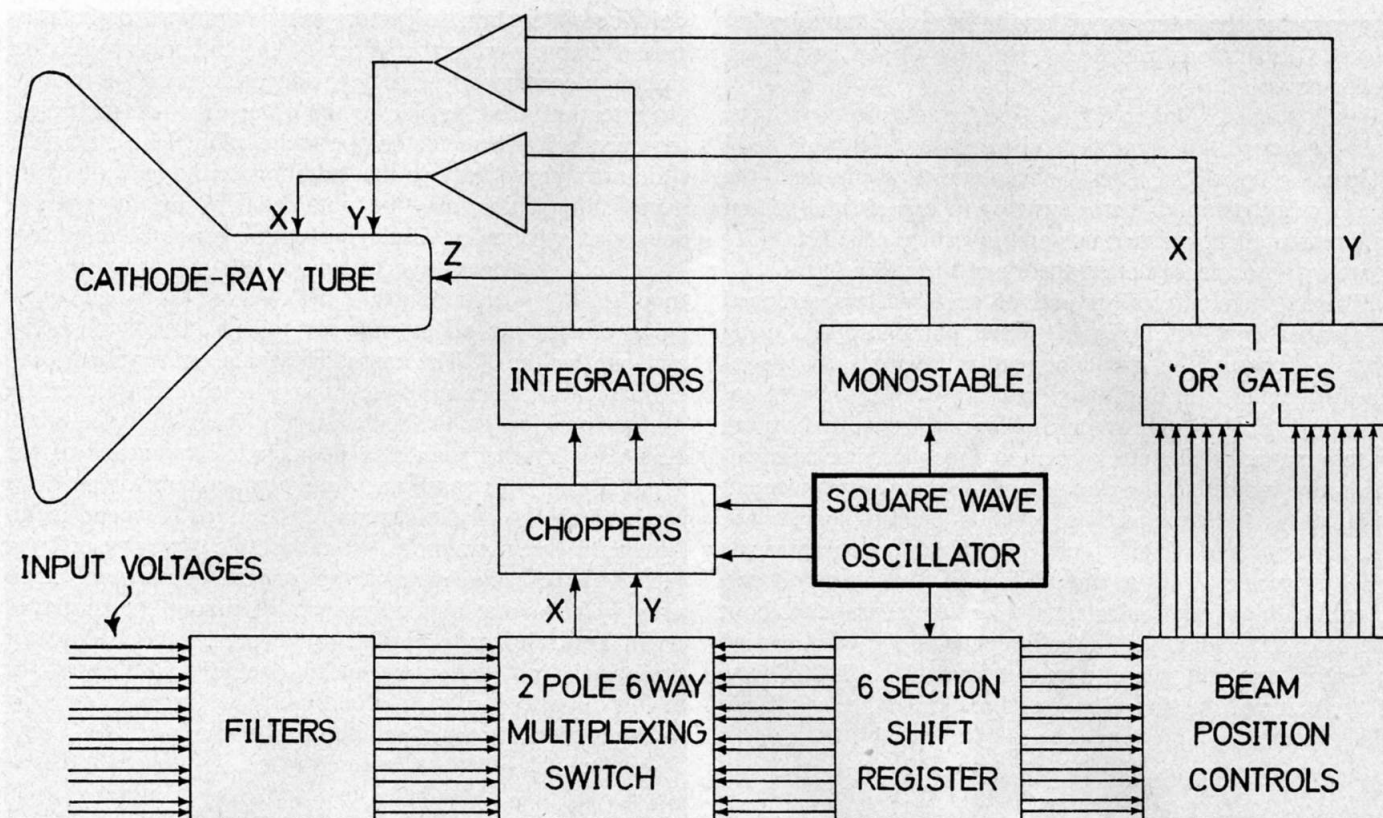 X
Y
X
Y
Z
CATHODE-RAY TUBE
INTEGRATORS
MONOSTABLE
'OR' GATES
CHOPPERS
SQUARE WAVE
OSCILLATOR
INPUT VOLTAGES
X
Y
FILTERS
2 POLE 6 WAY
MULTIPLEXING
SWITCH
6 SECTION
SHIFT
REGISTER
BEAM
POSITION
CONTROLS